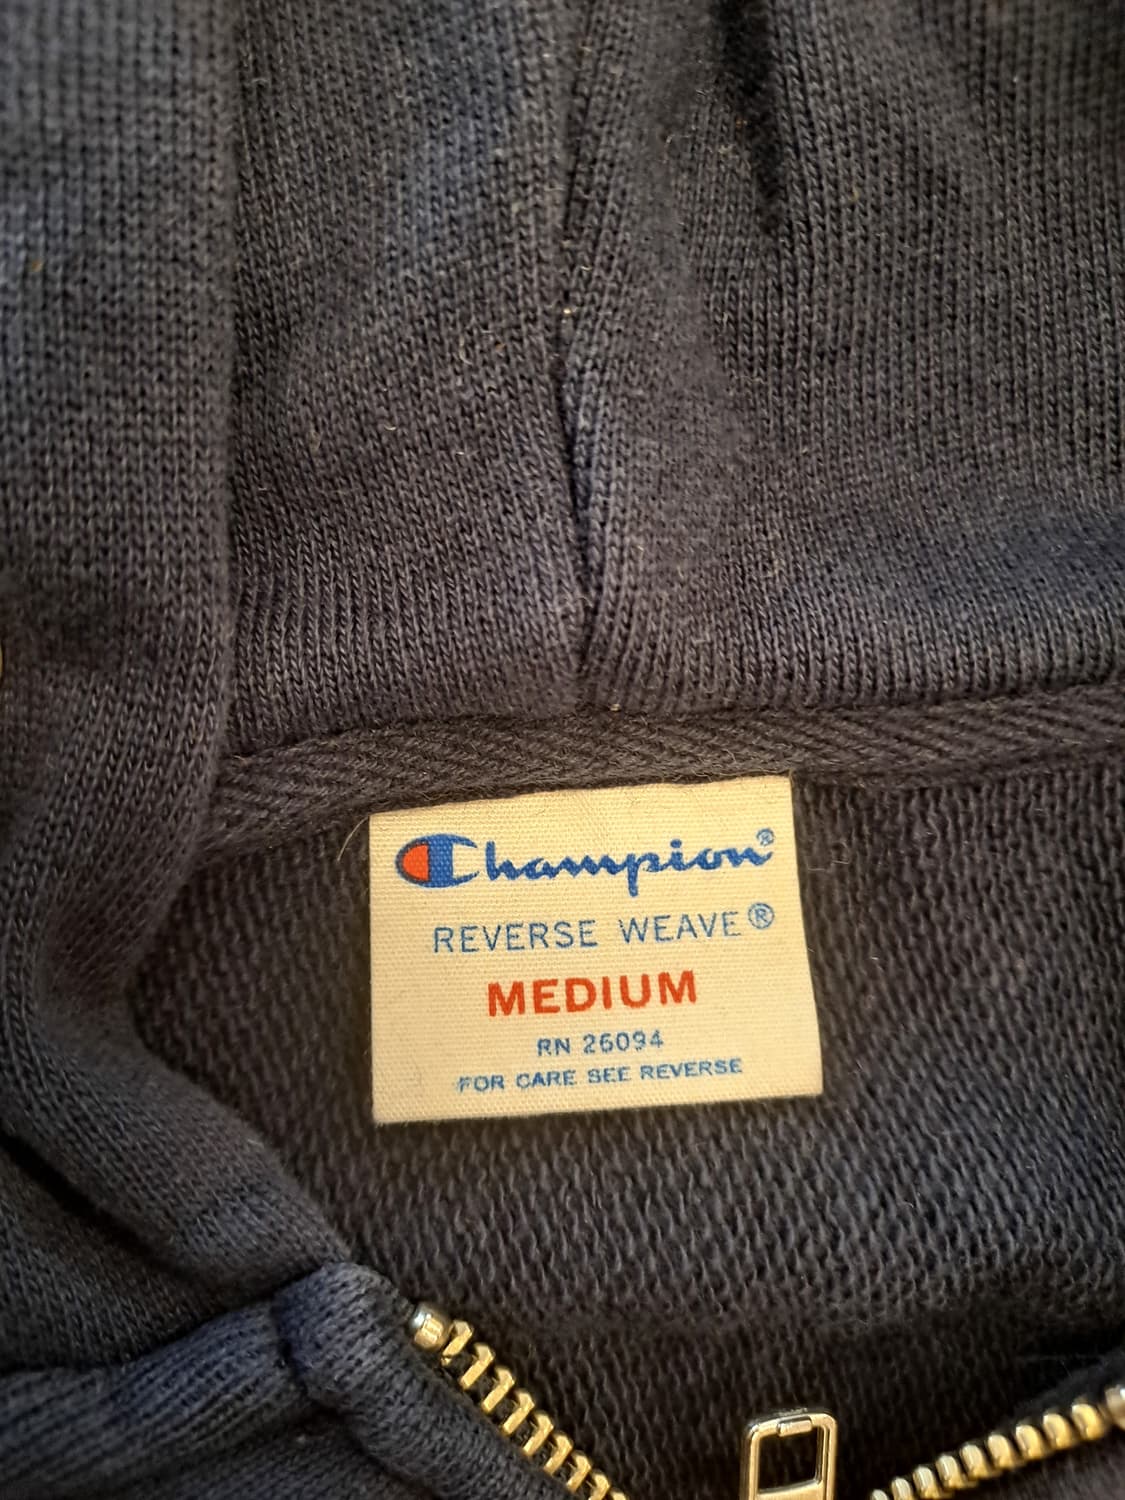 Champion®
REVERSE WEAVE®
MEDIUM
RN 26094
FOR CARE SEE REVERSE